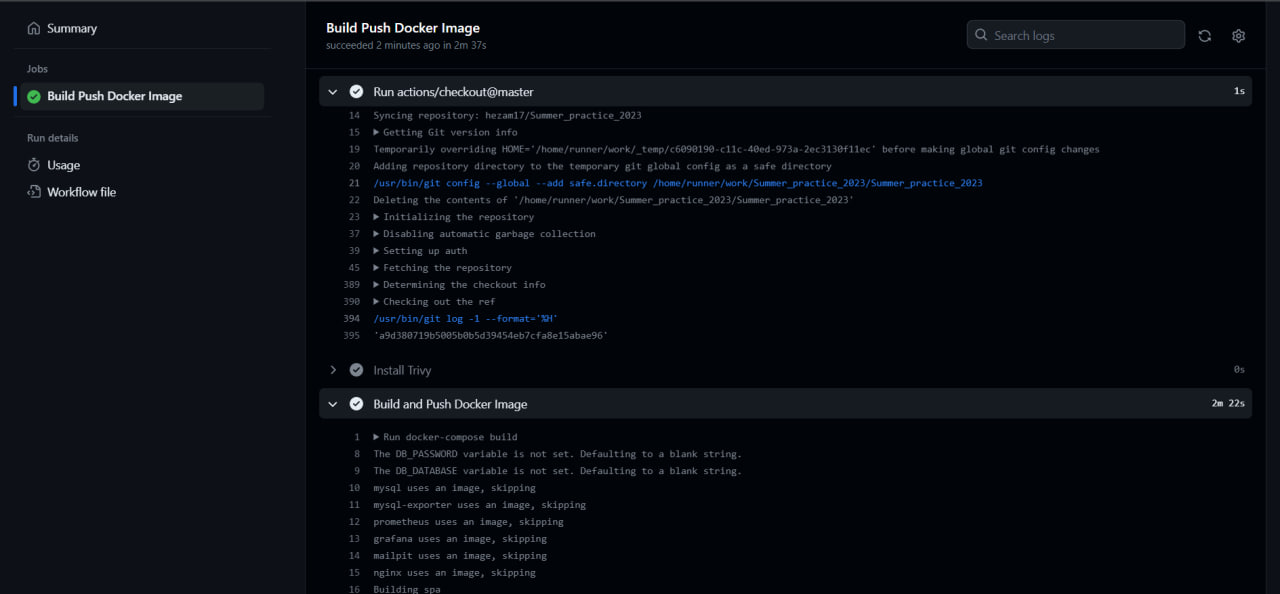 Summary
Jobs
Build Push Docker Image
Run details
Usage
Workflow file
Build Push Docker Image
succeeded 2 minutes ago in 2m 37s
Search logs
Run actions/checkout@master 1s
14 Syncing repository: hezam17/Summer_practice_2023
15 Getting Git version info
19 Temporarily overriding HOME='/home/runner/work/_temp/c6090190-c11c-40ed-973a-2ec3130f11ec' before making global git config changes
20 Adding repository directory to the temporary git global config as a safe directory
21 /usr/bin/git config --global --add safe.directory /home/runner/work/Summer_practice_2023/Summer_practice_2023
22 Deleting the contents of '/home/runner/work/Summer_practice_2023/Summer_practice_2023'
23 Initializing the repository
37 Disabling automatic garbage collection
39 Setting up auth
45 Fetching the repository
389 Determining the checkout info
390 Checking out the ref
394 /usr/bin/git log -1 --format='%H'
395 'a9d380719b5005b0b5d39454eb7cfa8e15abae96'
Install Trivy 0s
Build and Push Docker Image 2m 22s
1 Run docker-compose build
8 The DB_PASSWORD variable is not set. Defaulting to a blank string.
9 The DB_DATABASE variable is not set. Defaulting to a blank string.
10 mysql uses an image, skipping
11 mysql-exporter uses an image, skipping
12 prometheus uses an image, skipping
13 grafana uses an image, skipping
14 mailpit uses an image, skipping
15 nginx uses an image, skipping
16 Building spa